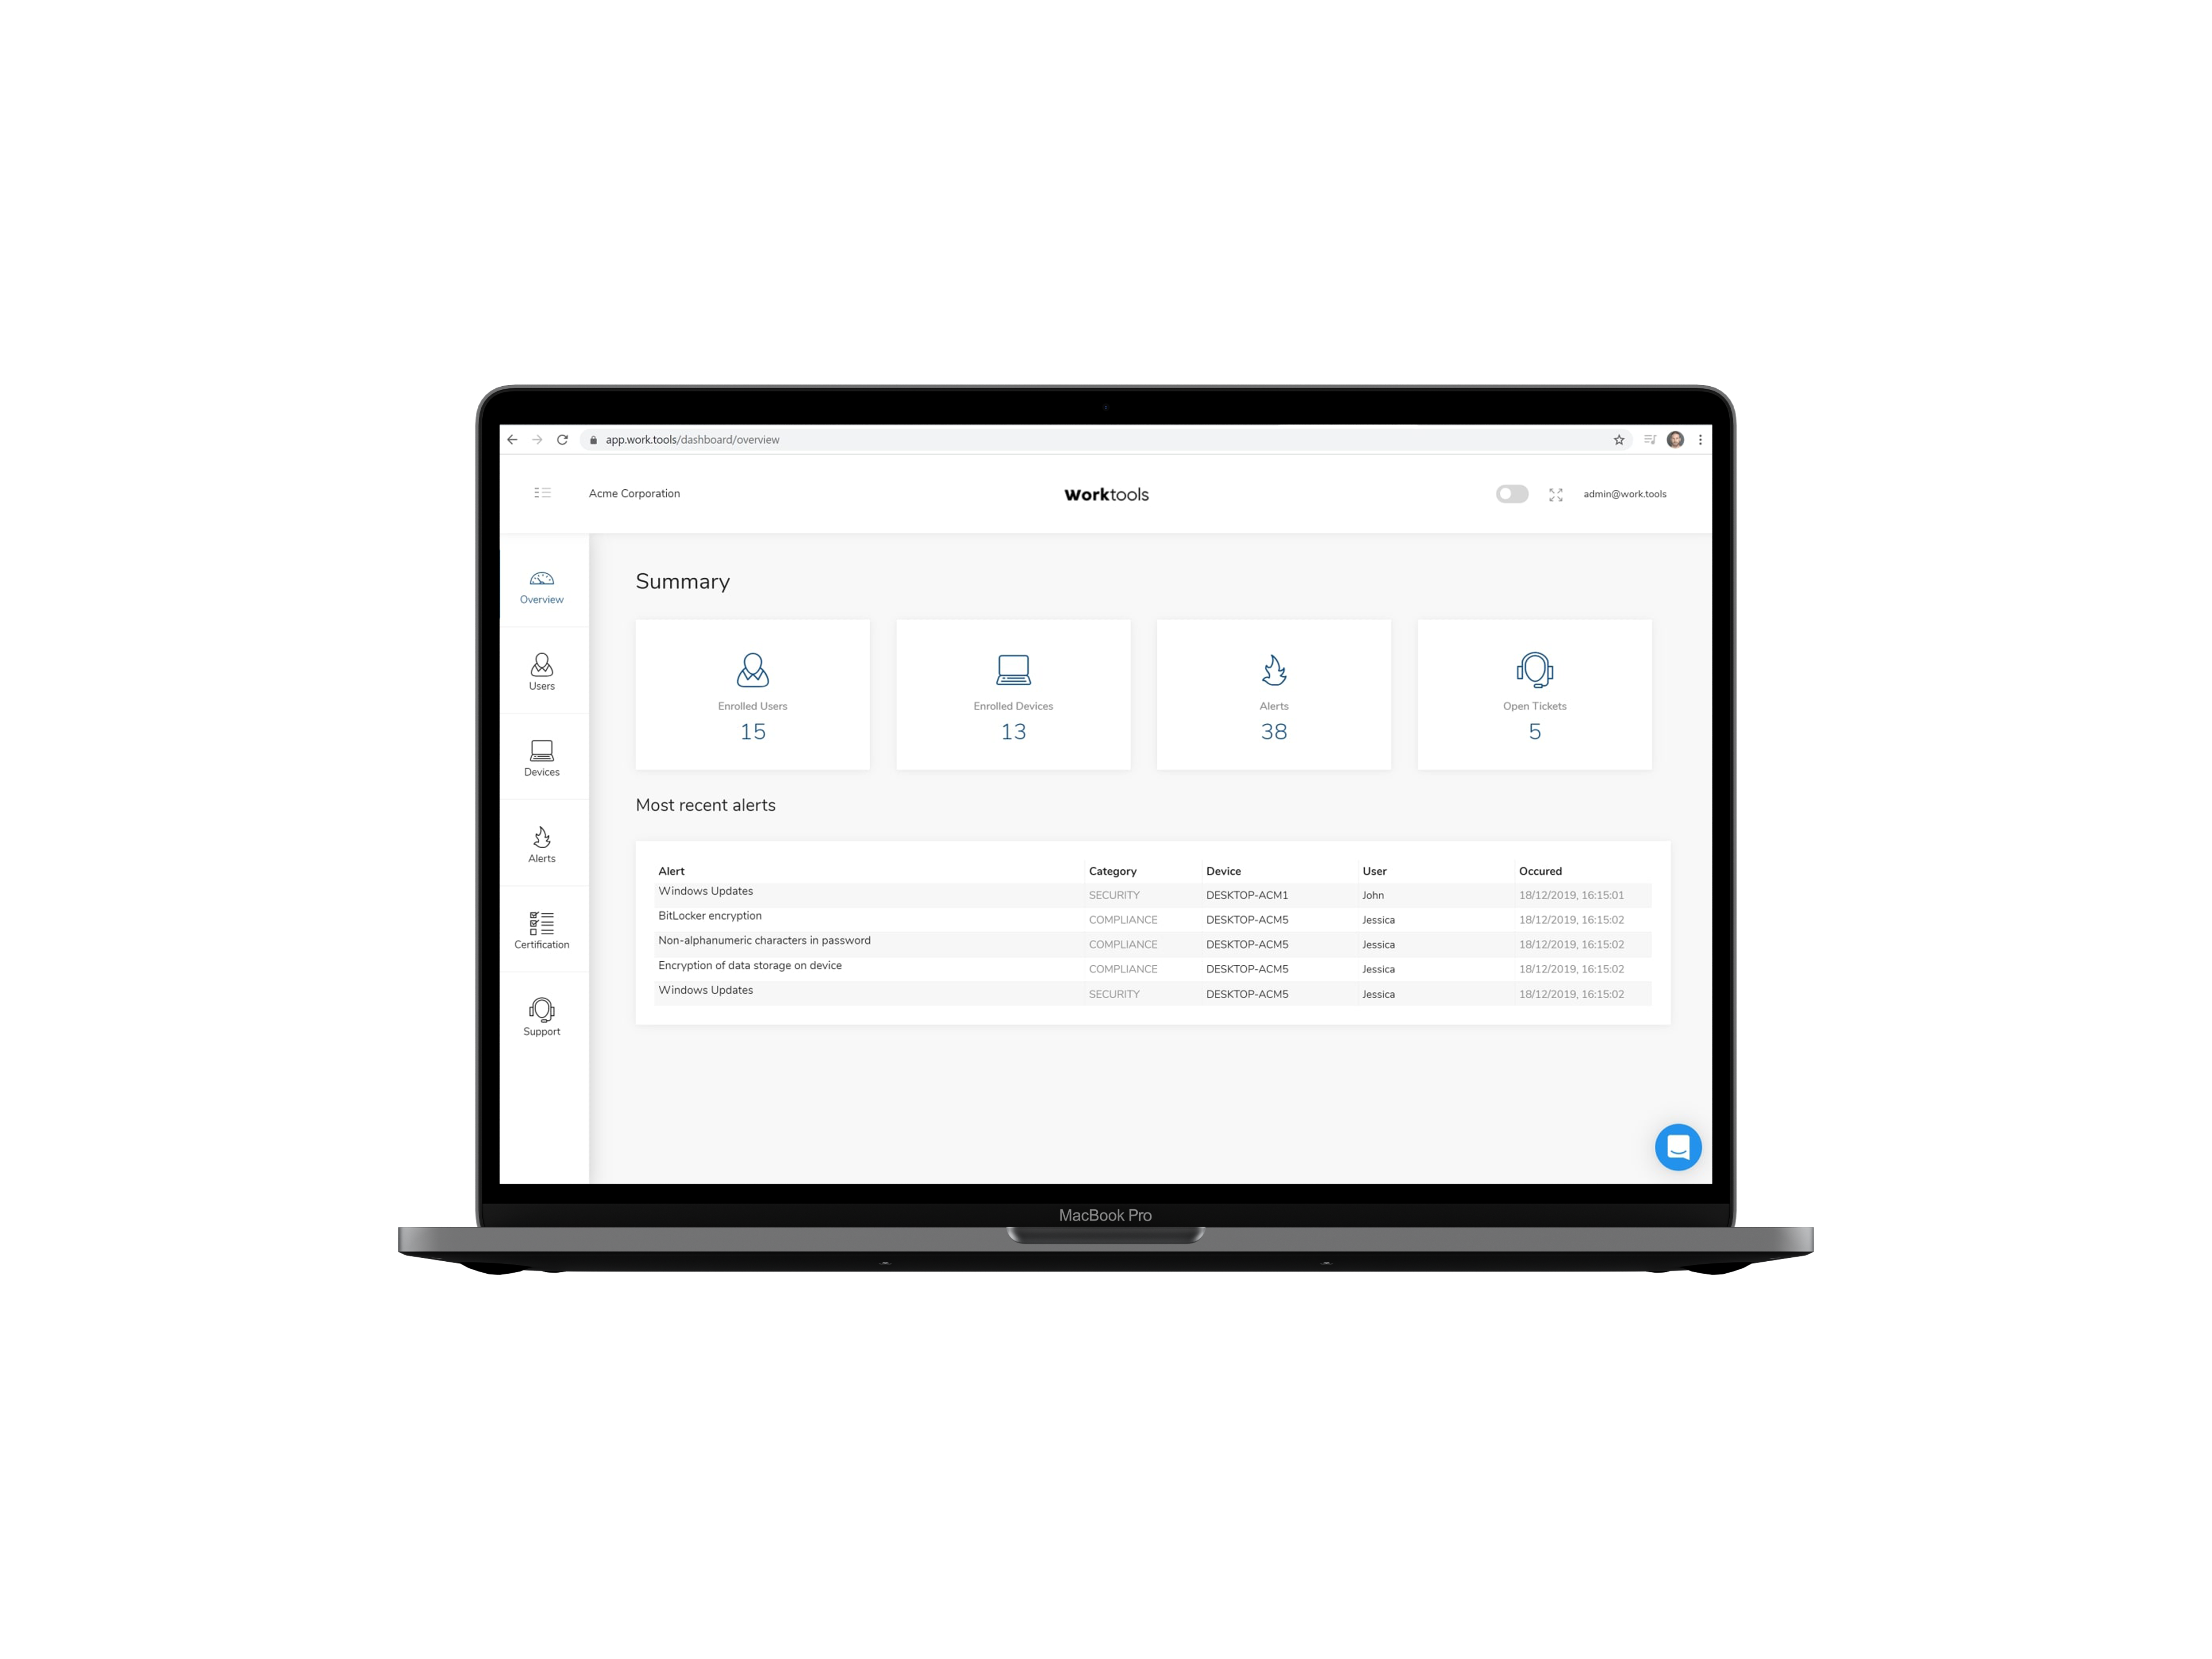 app.work.tools/dashboard/overview
Acme Corporation
Worktools
admin@work.tools
Overview
Users
Devices
Alerts
Certification
Support
Summary
Enrolled Users
15
Enrolled Devices
13
Alerts
38
Open Tickets
5
Most recent alerts
Alert Category Device User Occured
Windows Updates SECURITY DESKTOP-ACM1 John 18/12/2019, 16:15:01
BitLocker encryption COMPLIANCE DESKTOP-ACM5 Jessica 18/12/2019, 16:15:02
Non-alphanumeric characters in password COMPLIANCE DESKTOP-ACM5 Jessica 18/12/2019, 16:15:02
Encryption of data storage on device COMPLIANCE DESKTOP-ACM5 Jessica 18/12/2019, 16:15:02
Windows Updates SECURITY DESKTOP-ACM5 Jessica 18/12/2019, 16:15:02
MacBook Pro